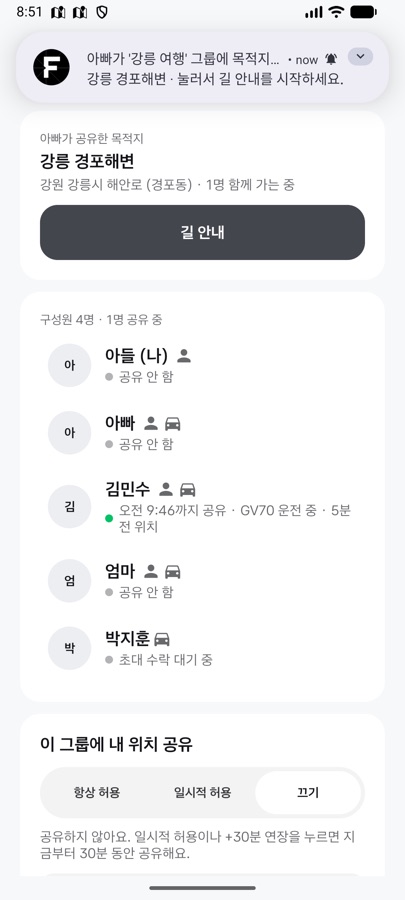 8:51
아빠가 '강릉 여행' 그룹에 목적지... • now
강릉 경포해변 · 눌러서 길 안내를 시작하세요.
아빠가 공유한 목적지
강릉 경포해변
강원 강릉시 해안로 (경포동) · 1명 함께 가는 중
길 안내
구성원 4명 · 1명 공유 중
아
아들 (나)
공유 안 함
아
아빠
공유 안 함
김
김민수
오전 9:46까지 공유 · GV70 운전 중 · 5분
전 위치
엄
엄마
공유 안 함
박
박지훈
초대 수락 대기 중
이 그룹에 내 위치 공유
항상 허용 일시적 허용 끄기
공유하지 않아요. 일시적 허용이나 +30분 연장을 누르면 지
금부터 30분 동안 공유해요.